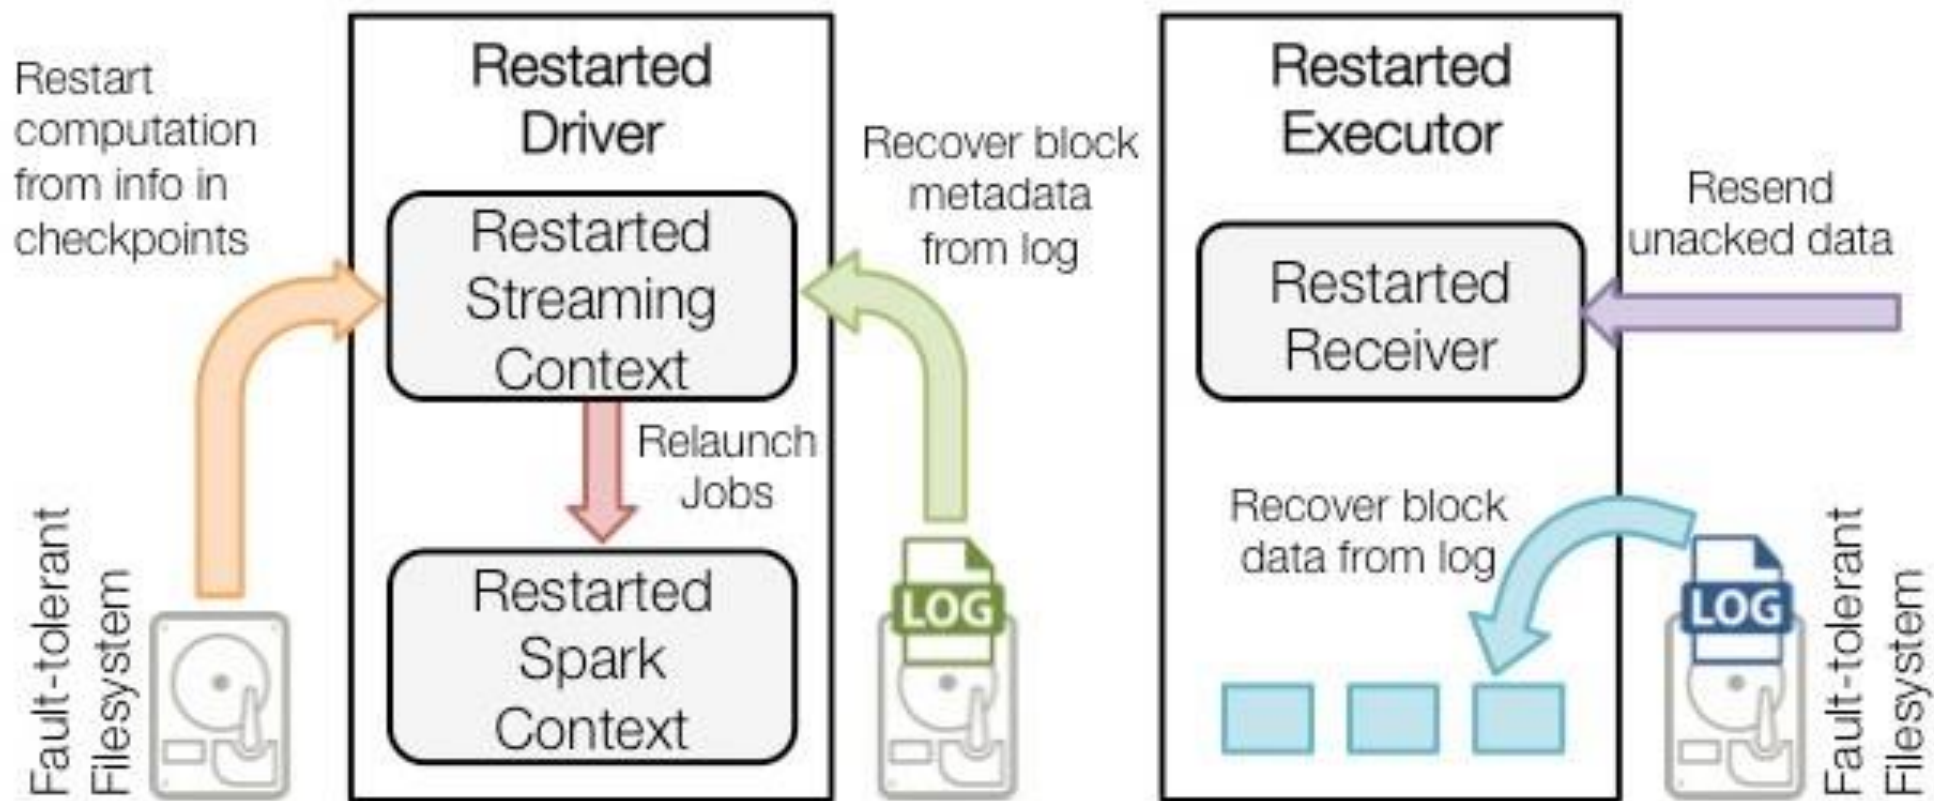 Restart
computation
from info in
checkpoints
Fault-tolerant
Filesystem
Restarted
Driver
Restarted
Streaming
Context
Relaunch
Jobs
Restarted
Spark
Context
Recover block
metadata
from log
LOG
Restarted
Executor
Restarted
Receiver
Resend
unacked data
Recover block
data from log
LOG
Fault-tolerant
Filesystem